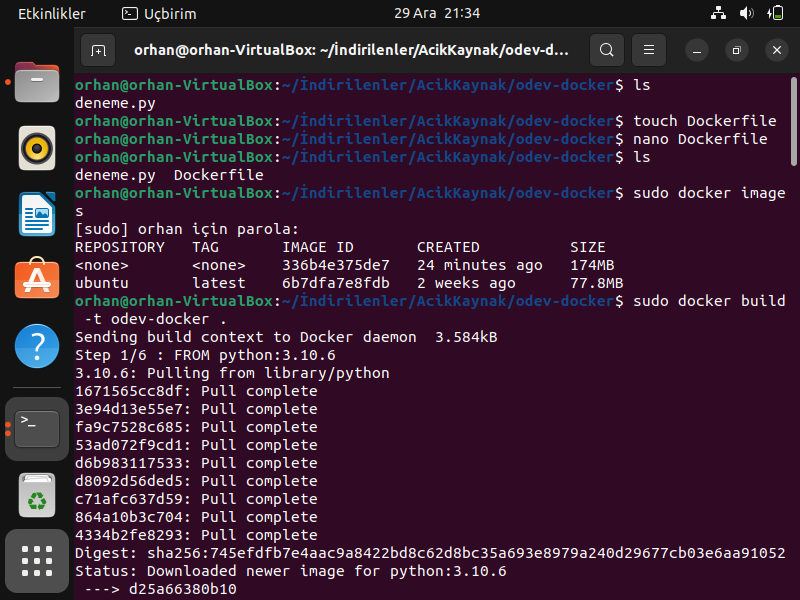 Etkinlikler
Uçbirim
29 Ara 21:34
orhan@orhan-VirtualBox: ~/İndirilenler/AcikKaynak/odev-d...
orhan@orhan-VirtualBox:~/İndirilenler/AcikKaynak/odev-docker$ ls
deneme.py
orhan@orhan-VirtualBox:~/İndirilenler/AcikKaynak/odev-docker$ touch Dockerfile
orhan@orhan-VirtualBox:~/İndirilenler/AcikKaynak/odev-docker$ nano Dockerfile
orhan@orhan-VirtualBox:~/İndirilenler/AcikKaynak/odev-docker$ ls
deneme.py  Dockerfile
orhan@orhan-VirtualBox:~/İndirilenler/AcikKaynak/odev-docker$ sudo docker image
s
[sudo] orhan için parola:
REPOSITORY   TAG       IMAGE ID       CREATED          SIZE
<none>       <none>    336b4e375de7   24 minutes ago   174MB
ubuntu       latest    6b7dfa7e8fdb   2 weeks ago      77.8MB
orhan@orhan-VirtualBox:~/İndirilenler/AcikKaynak/odev-docker$ sudo docker build
 -t odev-docker .
Sending build context to Docker daemon  3.584kB
Step 1/6 : FROM python:3.10.6
3.10.6: Pulling from library/python
1671565cc8df: Pull complete
3e94d13e55e7: Pull complete
fa9c7528c685: Pull complete
53ad072f9cd1: Pull complete
d6b983117533: Pull complete
d8092d56ded5: Pull complete
c71afc637d59: Pull complete
864a10b3c704: Pull complete
4334b2fe8293: Pull complete
Digest: sha256:745efdfb7e4aac9a8422bd8c62d8bc35a693e8979a240d29677cb03e6aa91052
Status: Downloaded newer image for python:3.10.6
 ---> d25a66380b10